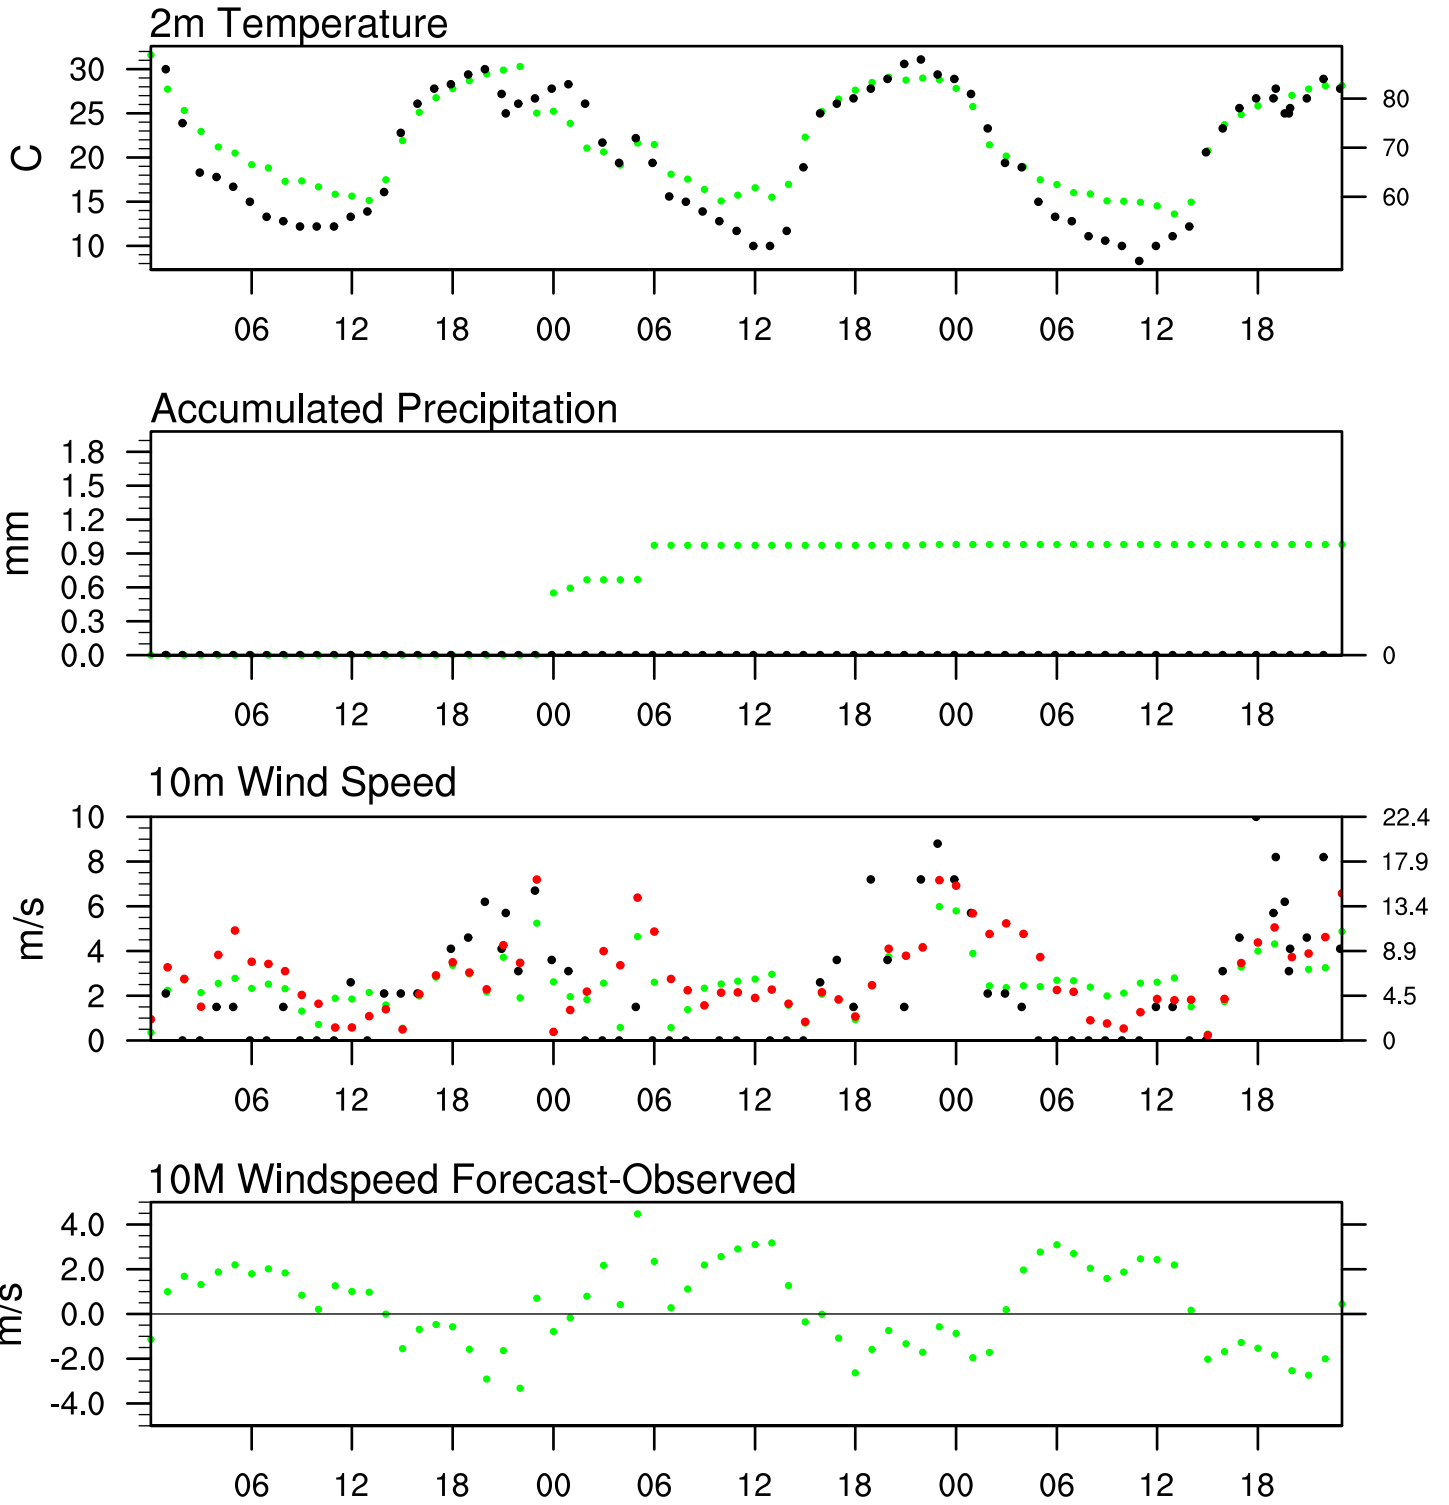 2m Temperature
30
25
20
15
10
C
80
70
60
06 12 18 00 06 12 18 00 06 12 18
Accumulated Precipitation
1.8
1.5
1.2
0.9
0.6
0.3
0.0
mm
0
06 12 18 00 06 12 18 00 06 12 18
10m Wind Speed
10
8
6
4
2
0
m/s
22.4
17.9
13.4
8.9
4.5
0
06 12 18 00 06 12 18 00 06 12 18
10M Windspeed Forecast-Observed
4.0
2.0
0.0
-2.0
-4.0
m/s
06 12 18 00 06 12 18 00 06 12 18